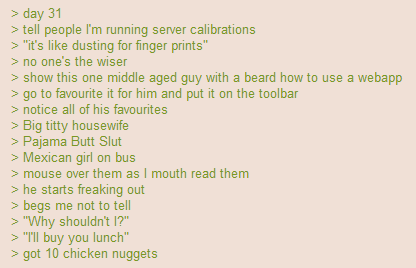 > day 31
> tell people I'm running server calibrations
> "it's like dusting for finger prints"
> no one's the wiser
> show this one middle aged guy with a beard how to use a webapp
> go to favourite it for him and put it on the toolbar
> notice all of his favourites
> Big titty housewife
> Pajama Butt Slut
> Mexican girl on bus
> mouse over them as I mouth read them
> he starts freaking out
> begs me not to tell
> "Why shouldn't I?"
> "I'll buy you lunch"
> got 10 chicken nuggets